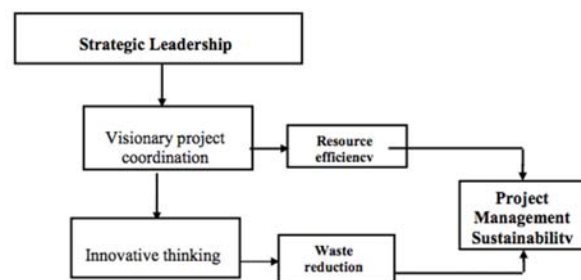 Strategic Leadership
Visionary project
coordination
Resource
efficiency
Project
Management
Sustainability
Innovative thinking
Waste
reduction